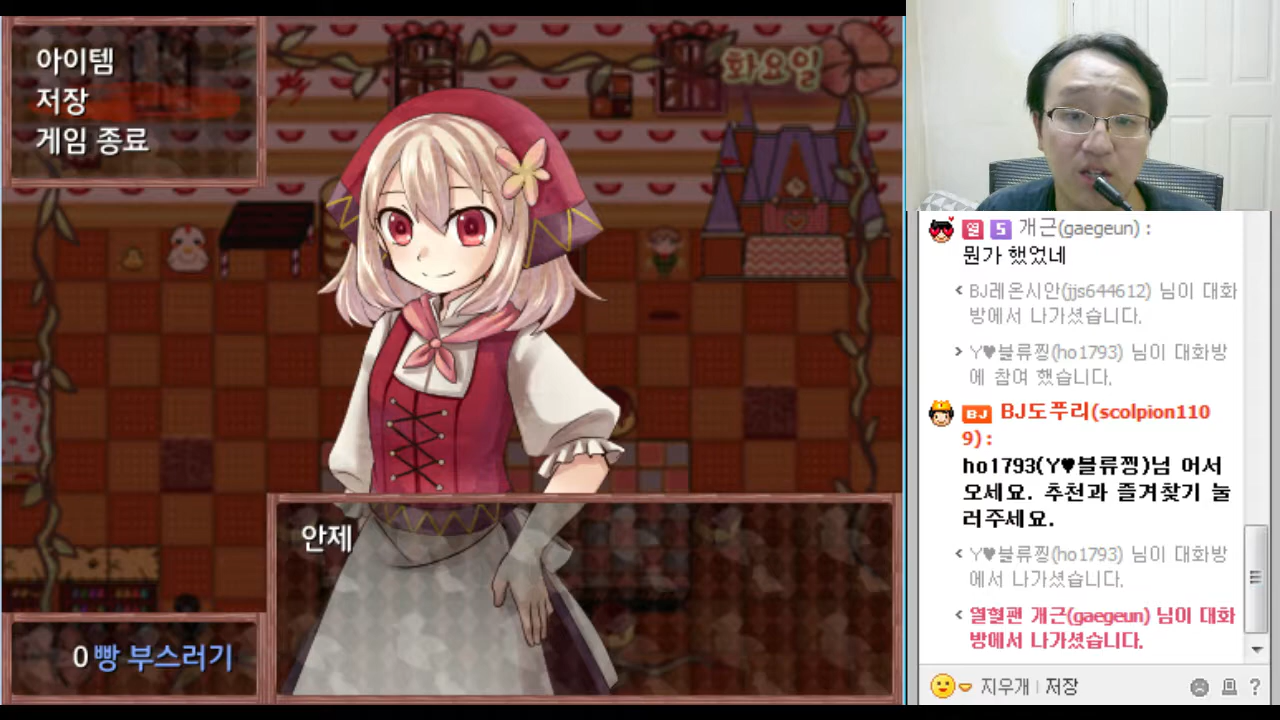 아이템
저장
게임 종료
화요일
안제
0 빵 부스러기
열 5 개근(gaegeun) :
뭔가 했었네
< BJ레온시안(jjs644612) 님이 대화
방에서 나가셨습니다.
> Y♥블류찡(ho1793) 님이 대화방
에 참여 했습니다.
BJ BJ도푸리(scolpion110
9) :
ho1793(Y♥블류찡)님 어서
오세요. 추천과 즐겨찾기 눌
러주세요.
< Y♥블류찡(ho1793) 님이 대화방
에서 나가셨습니다.
< 열혈팬 개근(gaegeun) 님이 대화
방에서 나가셨습니다.
지우개 | 저장
?